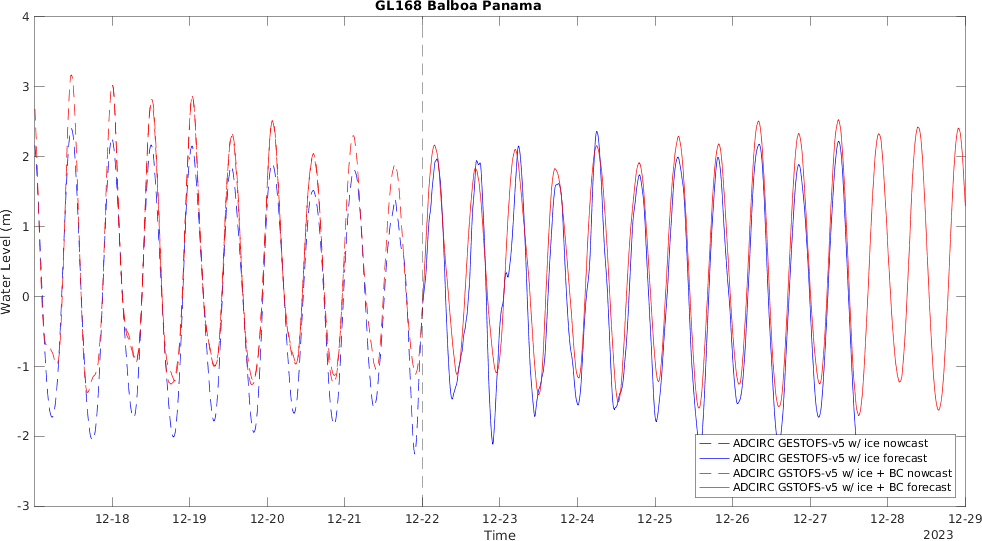 GL168 Balboa Panama
4
3
2
1
0
-1
-2
-3
Water Level (m)
ADCIRC GESTOFS-v5 w/ ice nowcast
ADCIRC GESTOFS-v5 w/ ice forecast
ADCIRC GSTOFS-v5 w/ ice + BC nowcast
ADCIRC GSTOFS-v5 w/ ice + BC forecast
12-18 12-19 12-20 12-21 12-22 12-23 12-24 12-25 12-26 12-27 12-28 12-29
Time
2023